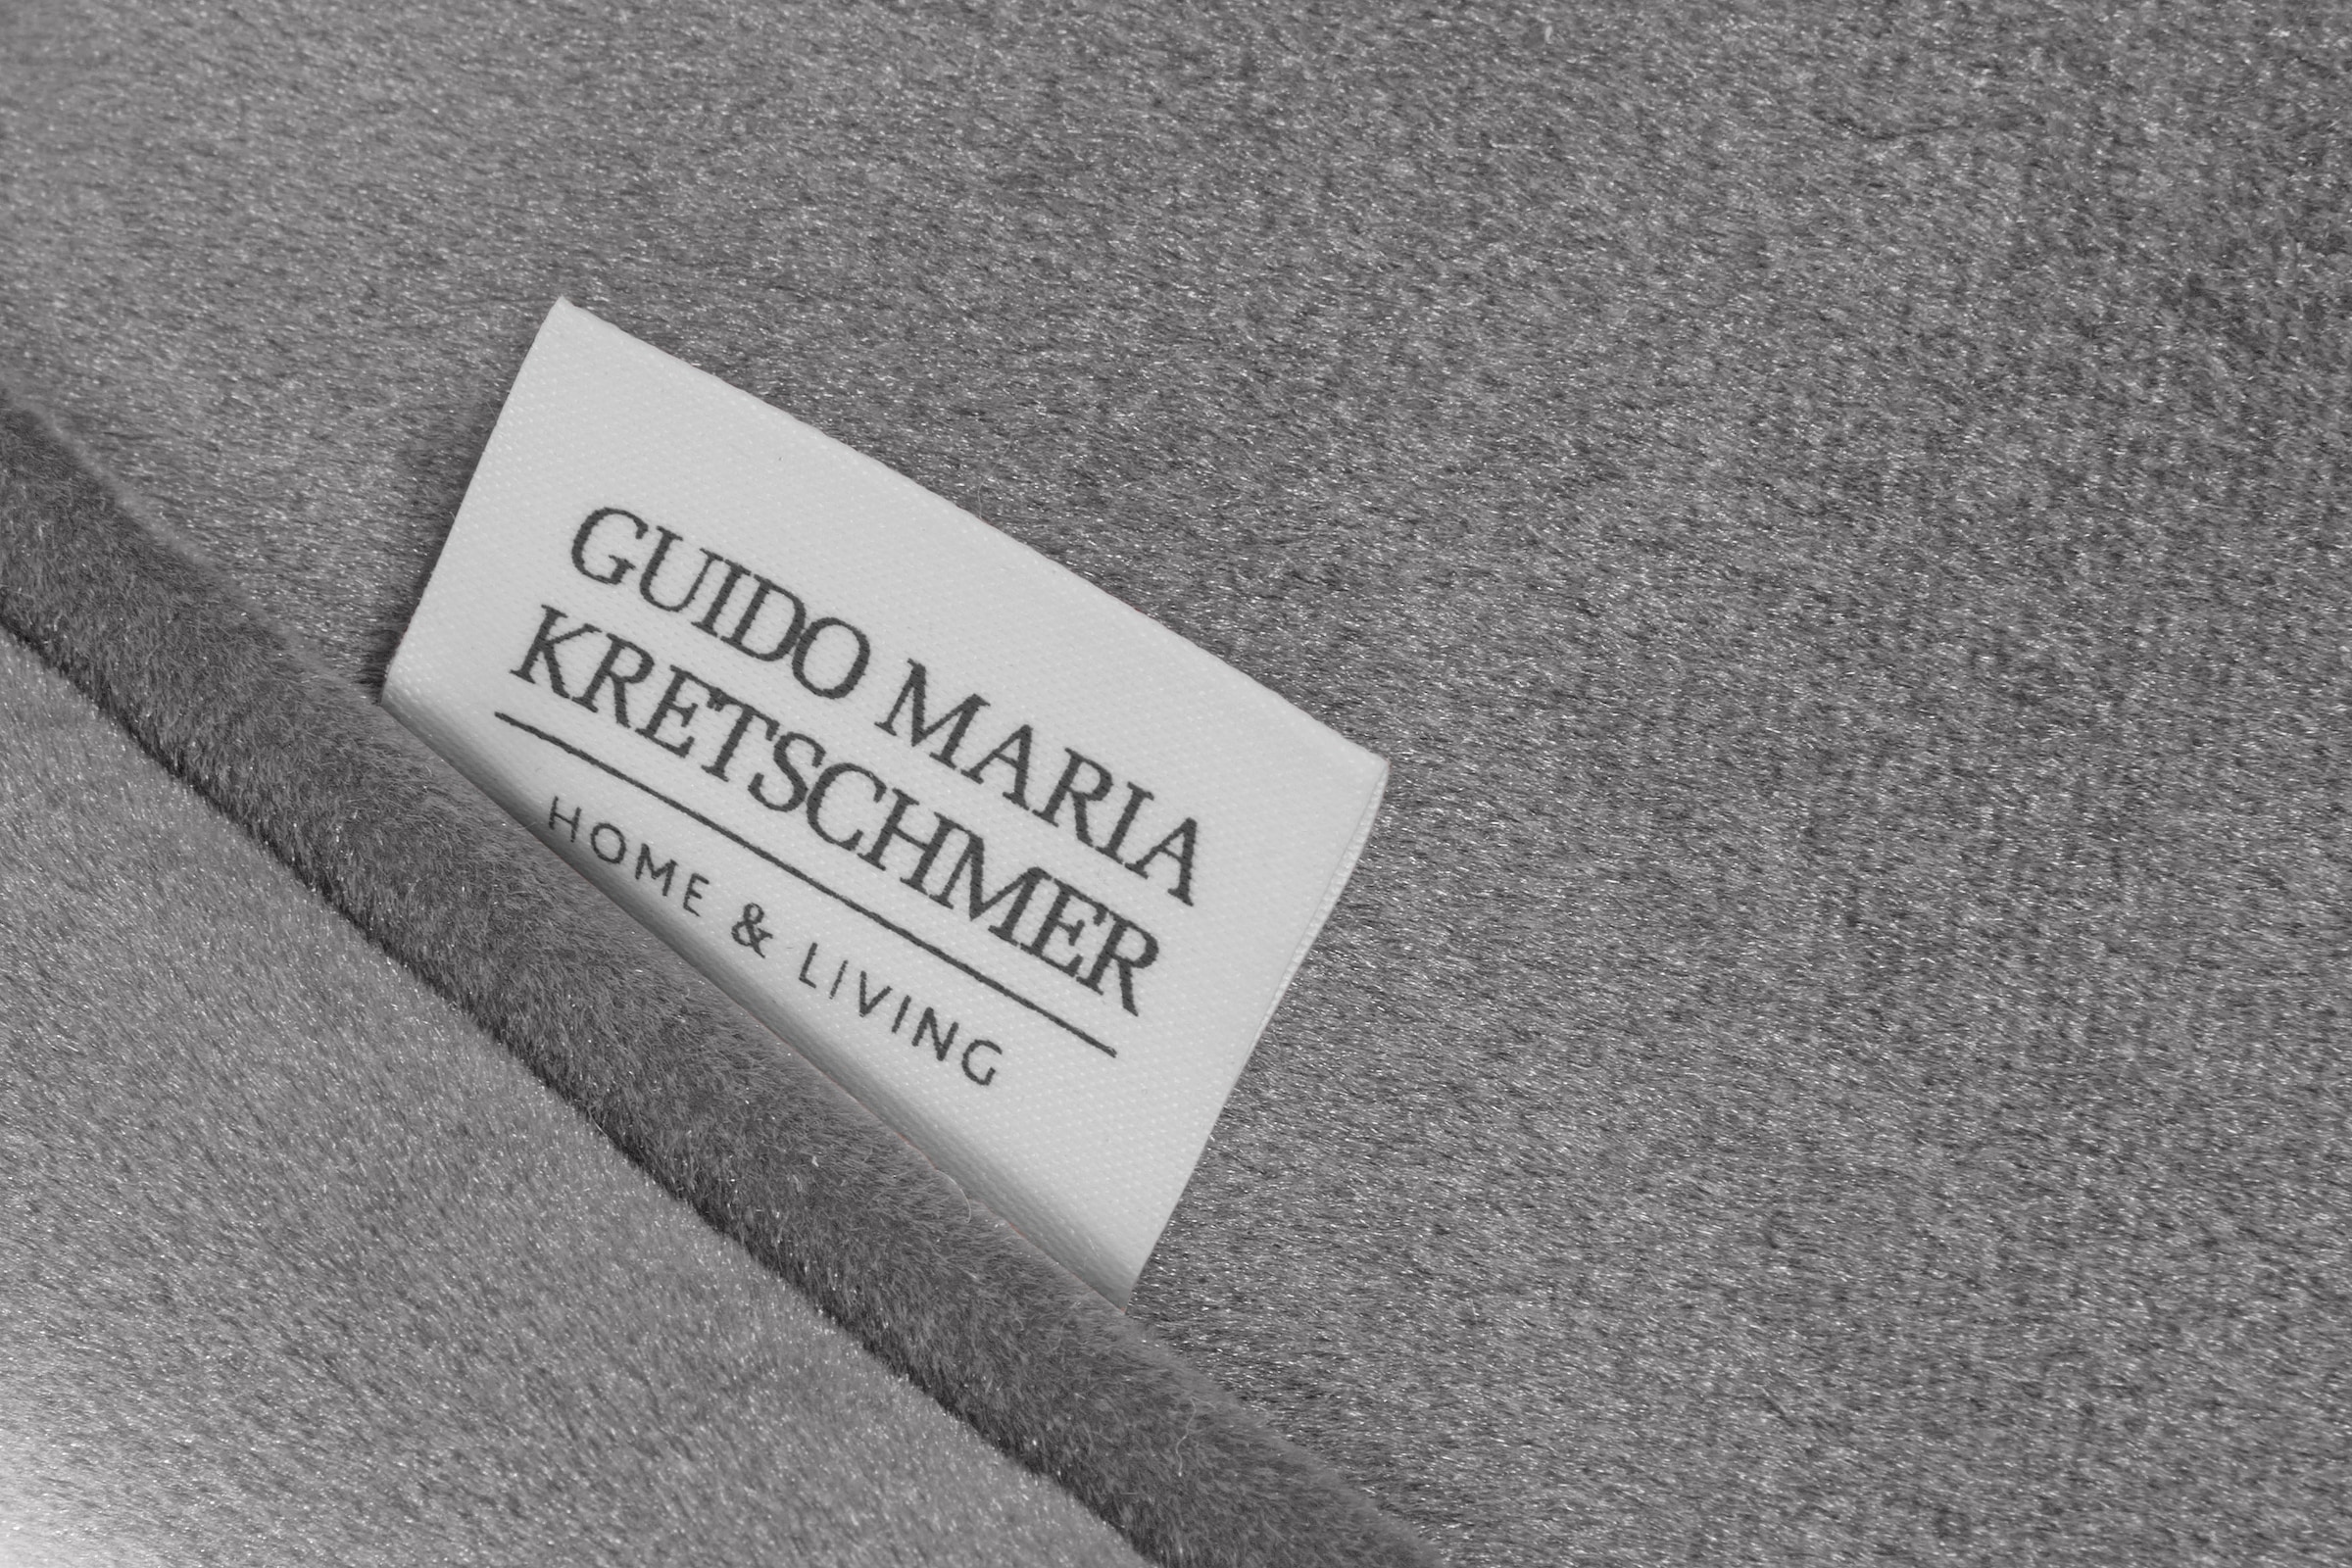 GUIDO MARIA
KRETSCHMER
HOME & LIVING